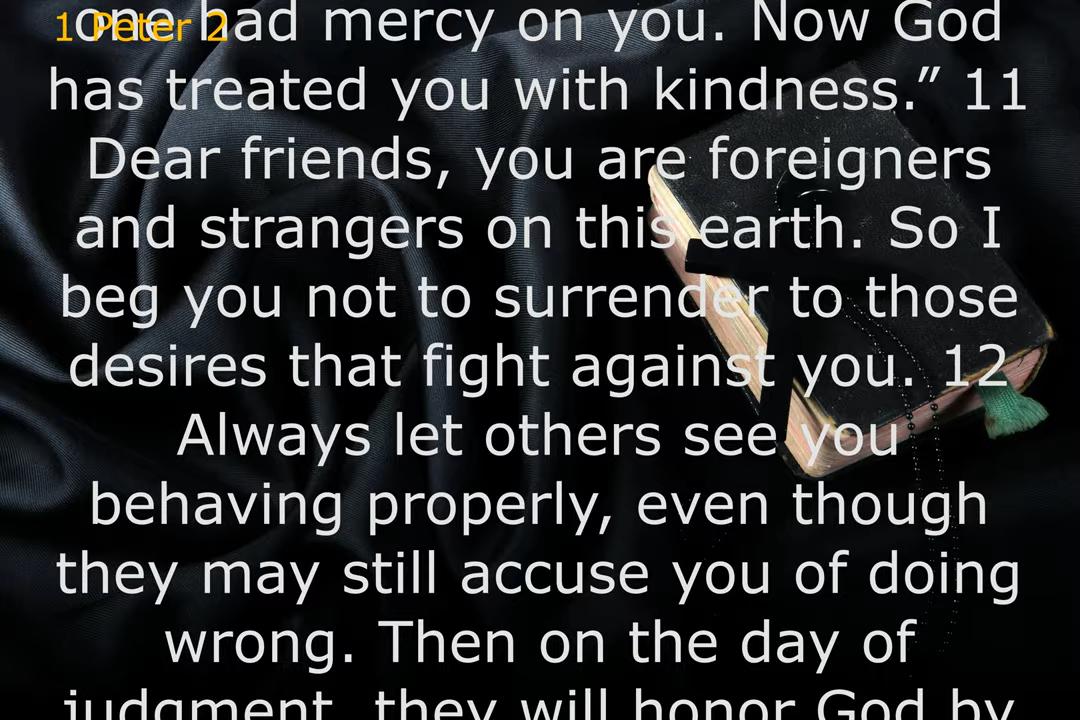 1 Peter 2
one had mercy on you. Now God
has treated you with kindness.” 11
Dear friends, you are foreigners
and strangers on this earth. So I
beg you not to surrender to those
desires that fight against you. 12
Always let others see you
behaving properly, even though
they may still accuse you of doing
wrong. Then on the day of
judgment, they will honor God by